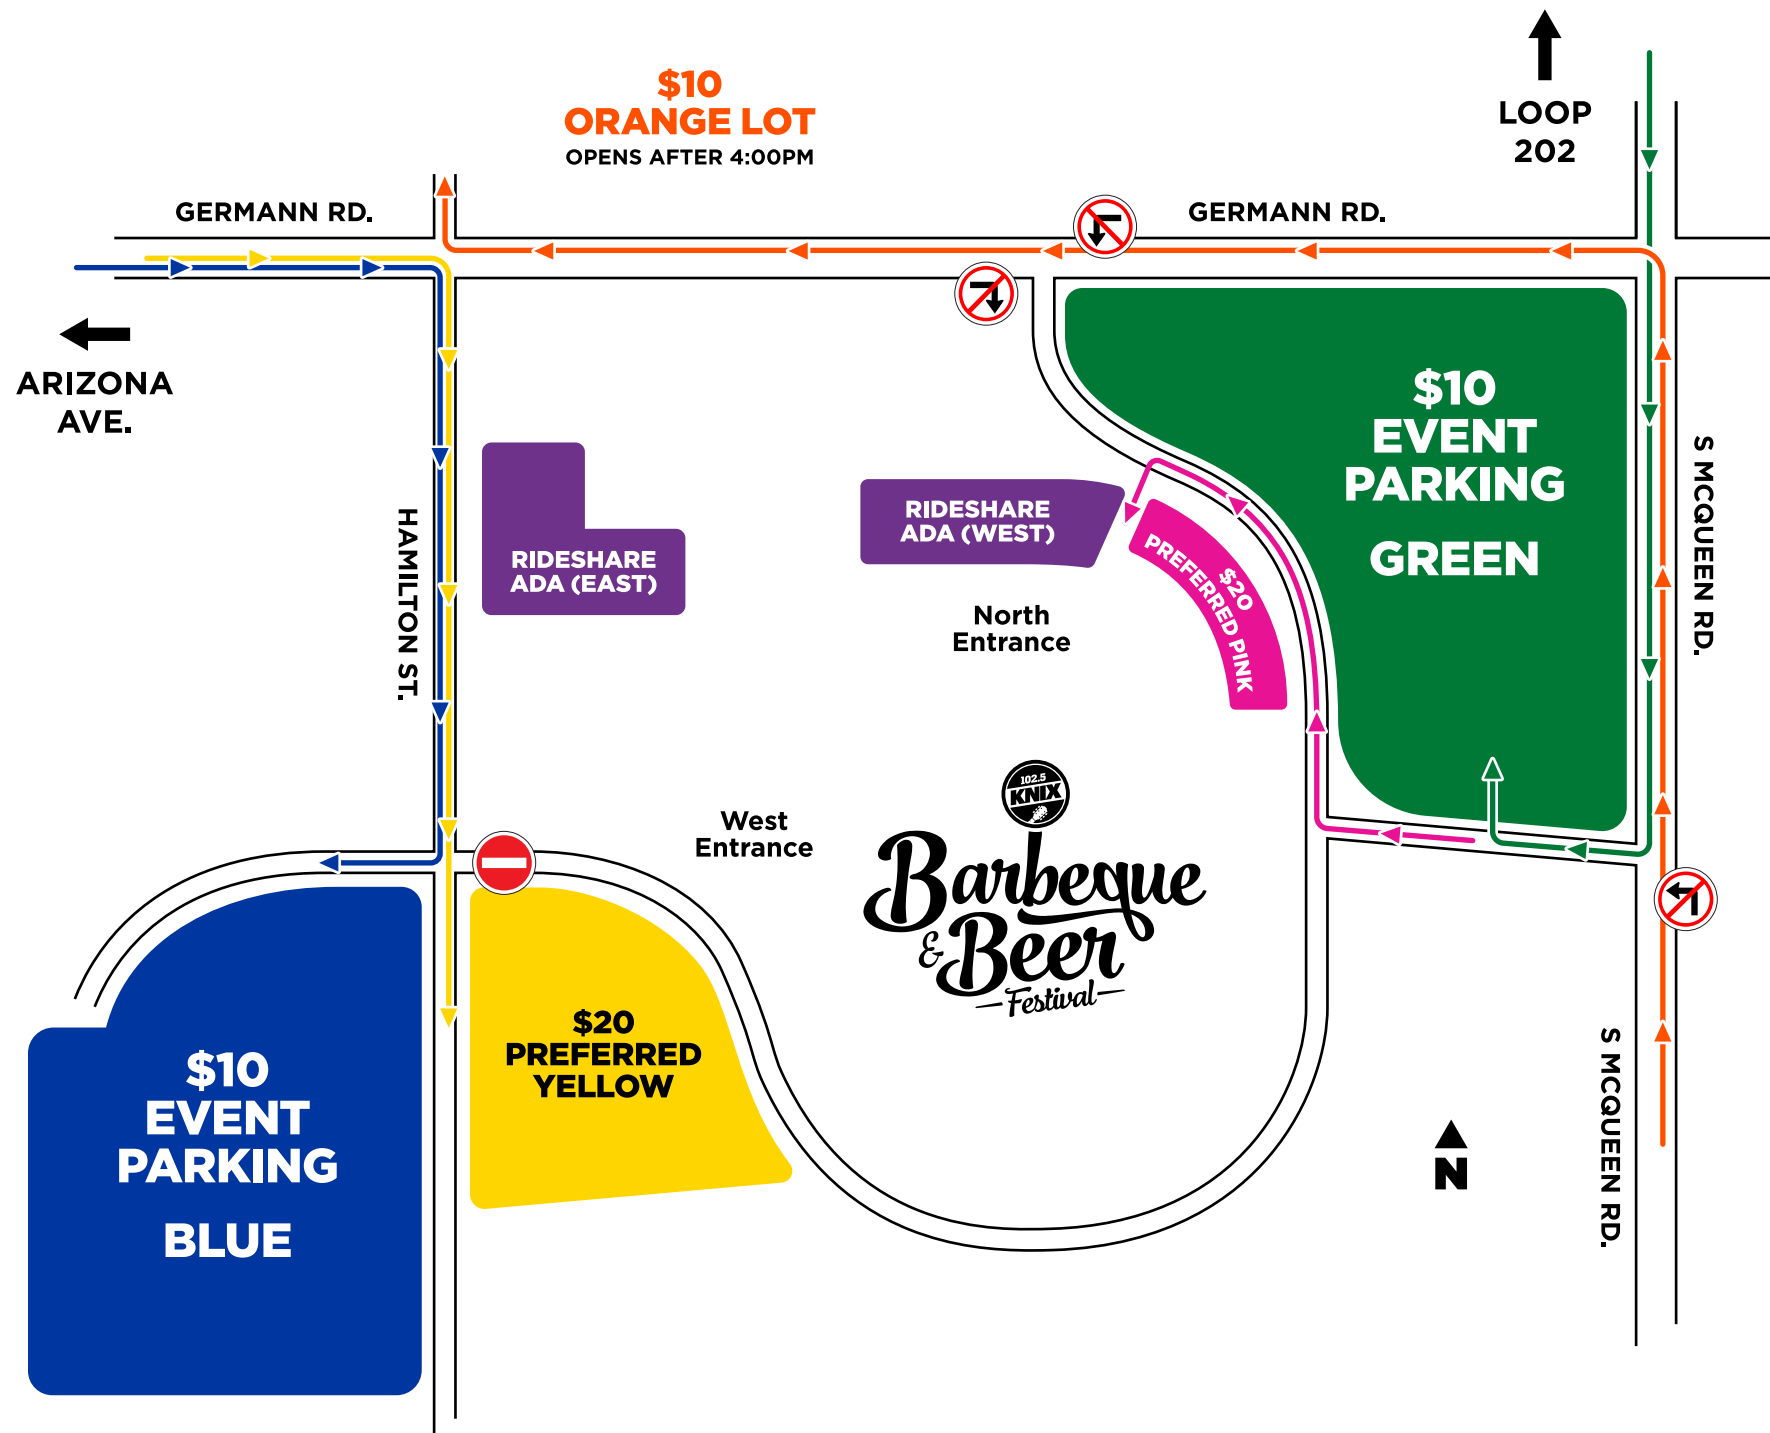 $10
ORANGE LOT
OPENS AFTER 4:00PM
LOOP
202
GERMANN RD.
GERMANN RD.
ARIZONA
AVE.
HAMILTON ST.
RIDESHARE
ADA (EAST)
RIDESHARE
ADA (WEST)
$20
PREFERRED PINK
$10
EVENT
PARKING
GREEN
S MCQUEEN RD.
North
Entrance
West
Entrance
102.5
KNIX
Barbeque
& Beer
Festival
$20
PREFERRED
YELLOW
$10
EVENT
PARKING
BLUE
N
S MCQUEEN RD.